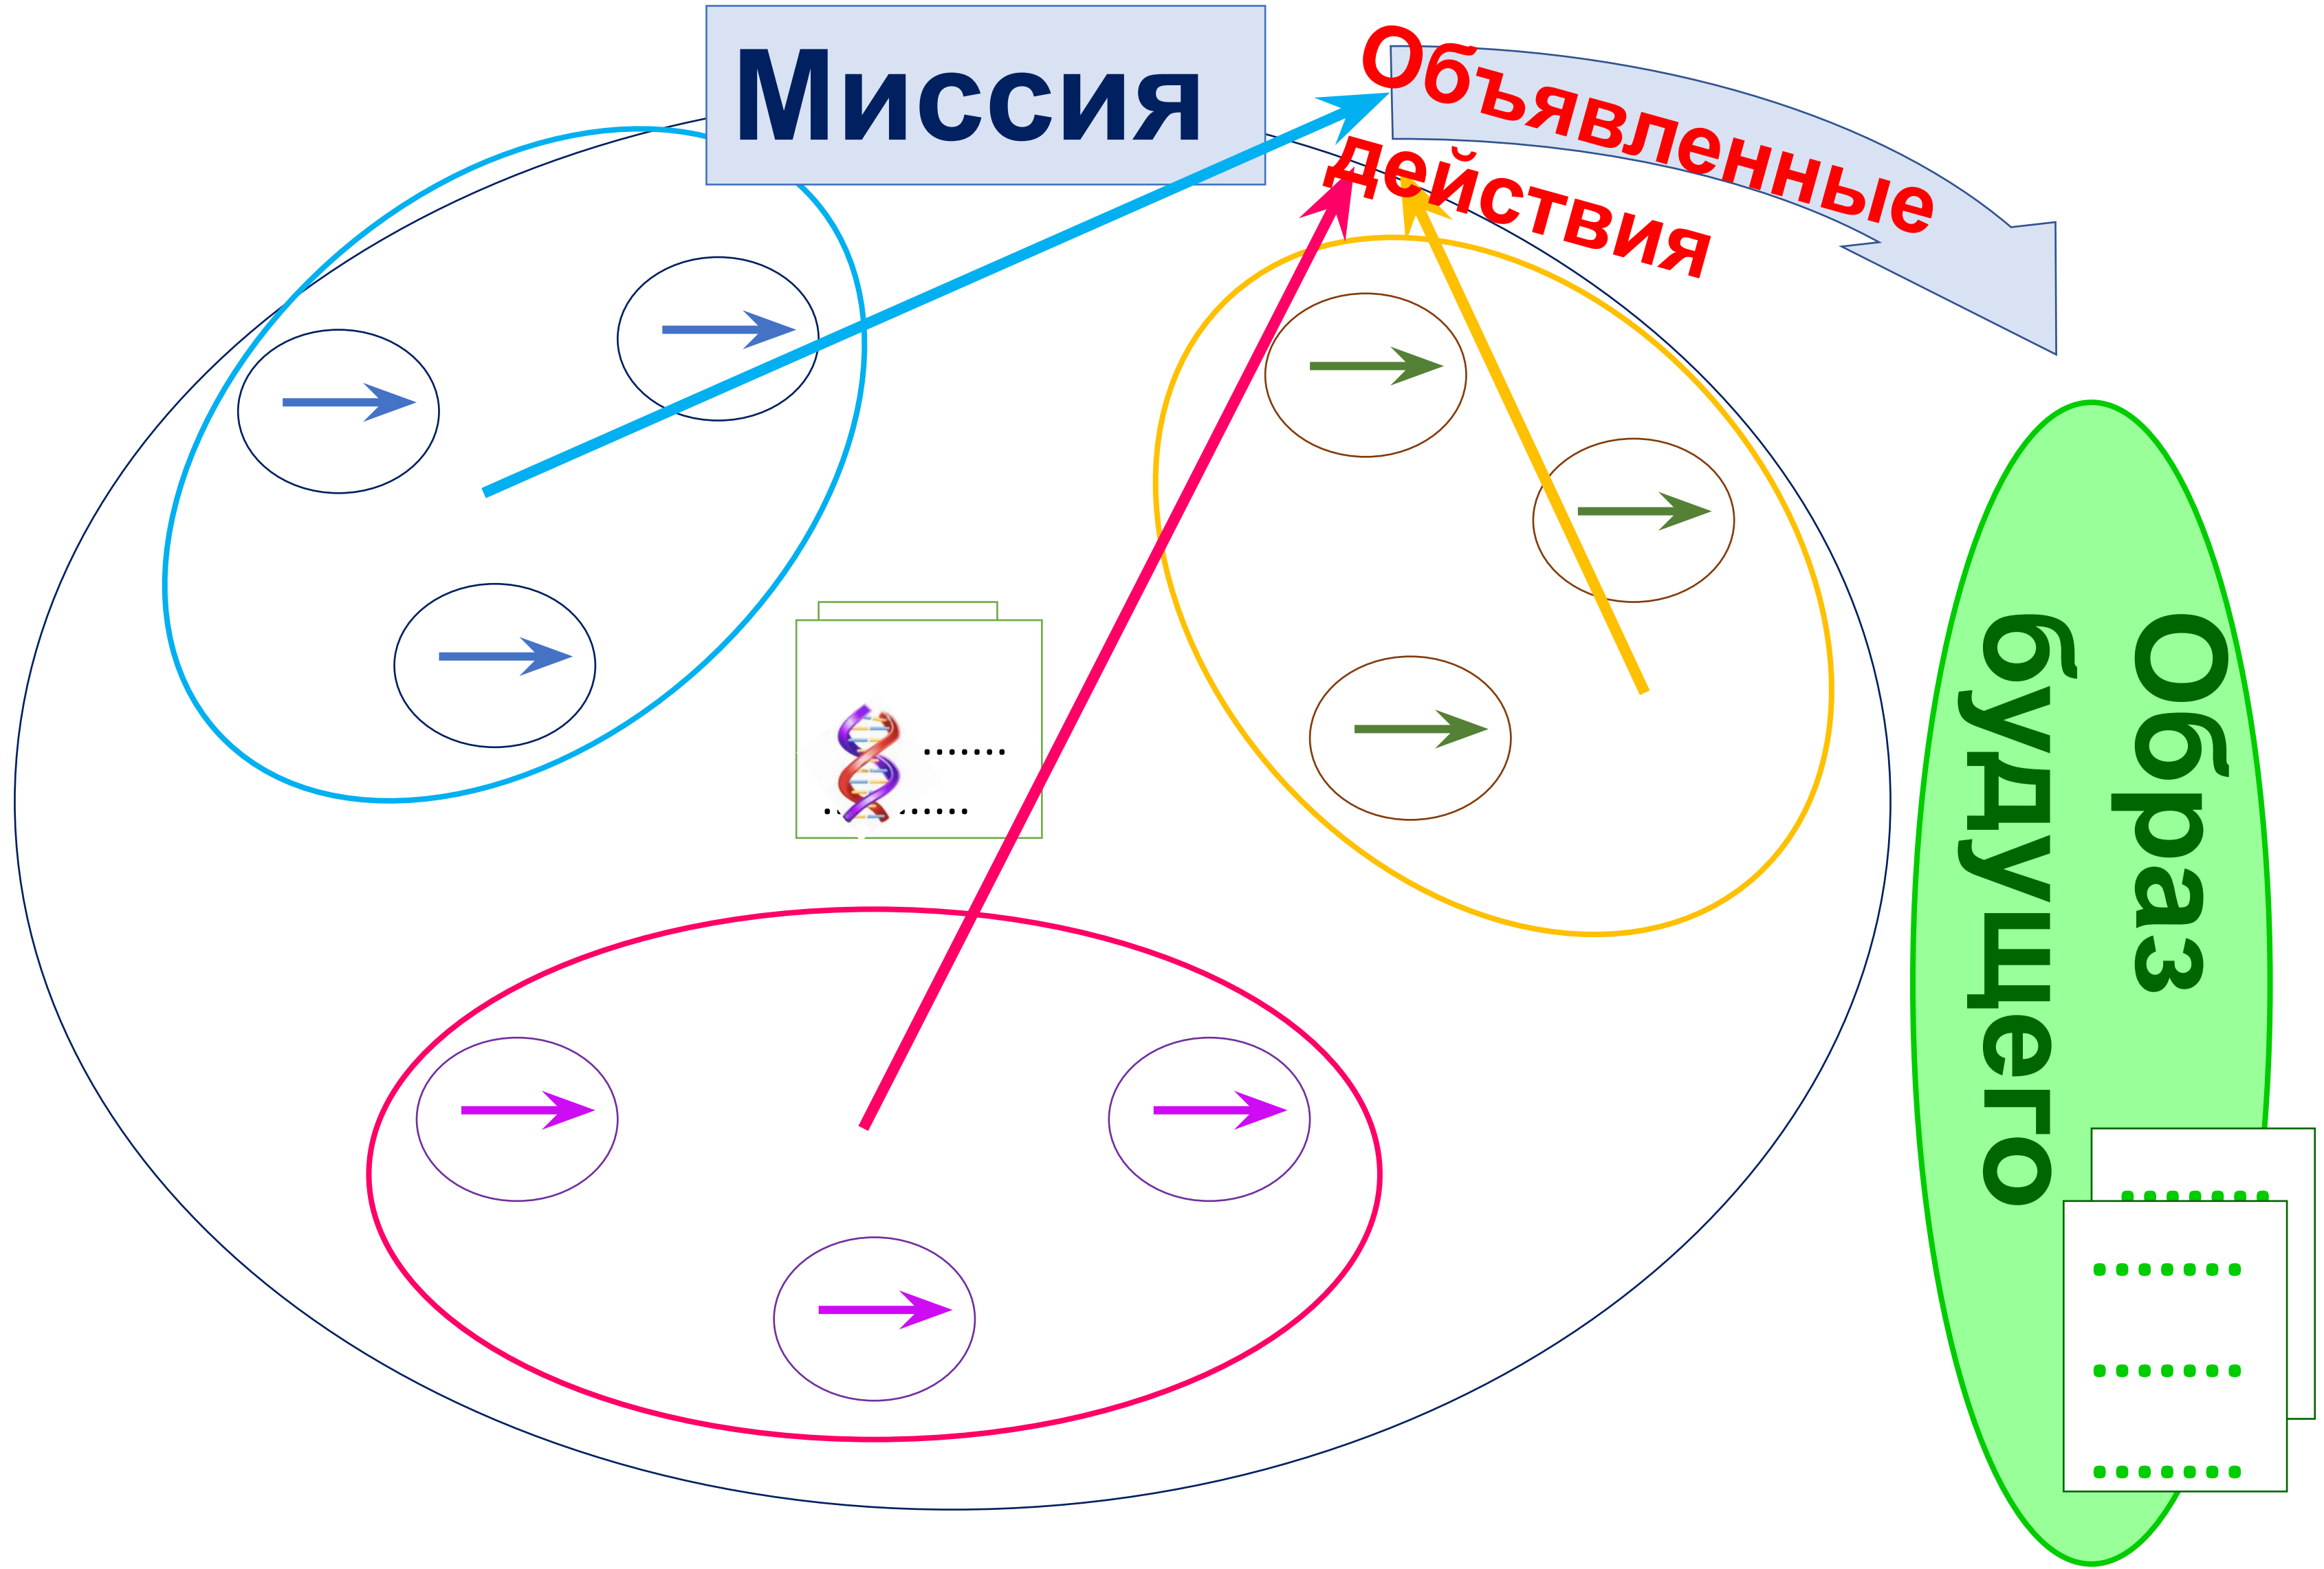 Миссия
Объявленные
действия
Образ
будущего
.......
.......
.......
.......